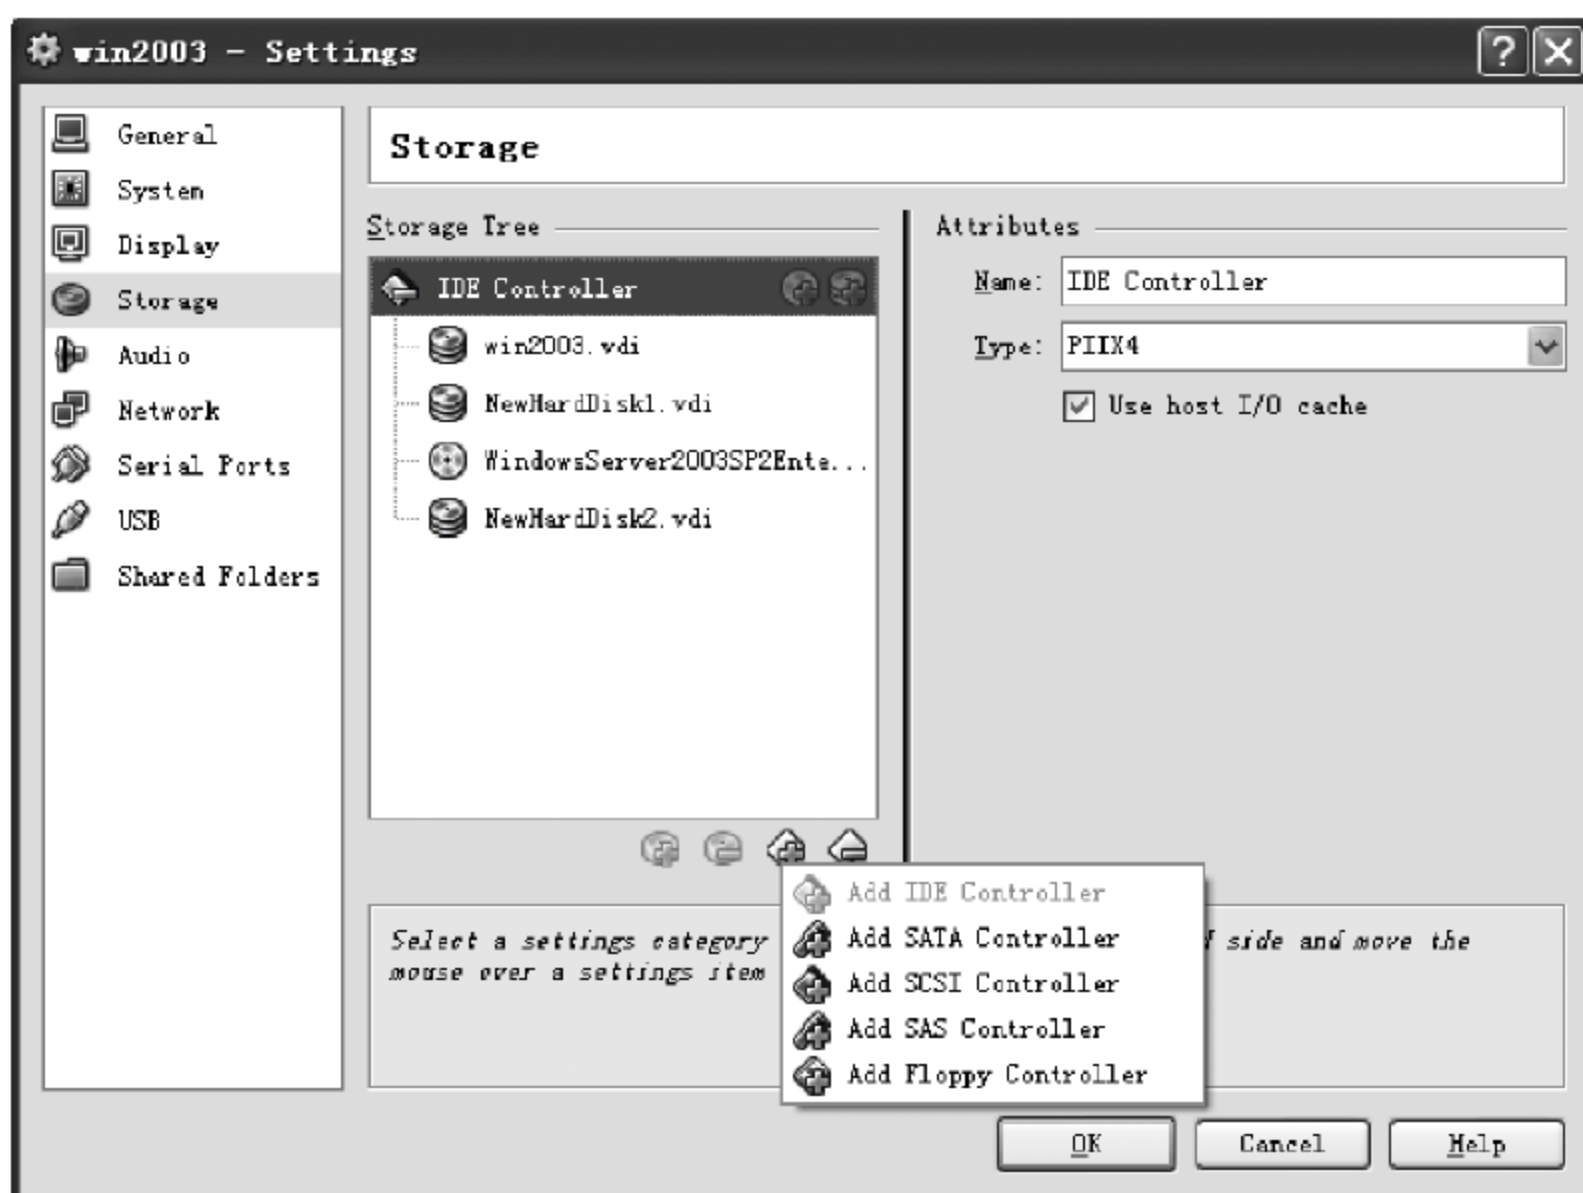 win2003 - Settings
General
System
Display
Storage
Audio
Network
Serial Ports
USB
Shared Folders
Storage
Storage Tree
IDE Controller
win2003.vdi
NewHardDisk1.vdi
WindowsServer2003SP2Ente...
NewHardDisk2.vdi
Attributes
Name: IDE Controller
Type: PIIX4
Use host I/O cache
Add IDE Controller
Add SATA Controller
Add SCSI Controller
Add SAS Controller
Add Floppy Controller
Select a settings category side and move the
mouse over a settings item
OK Cancel Help